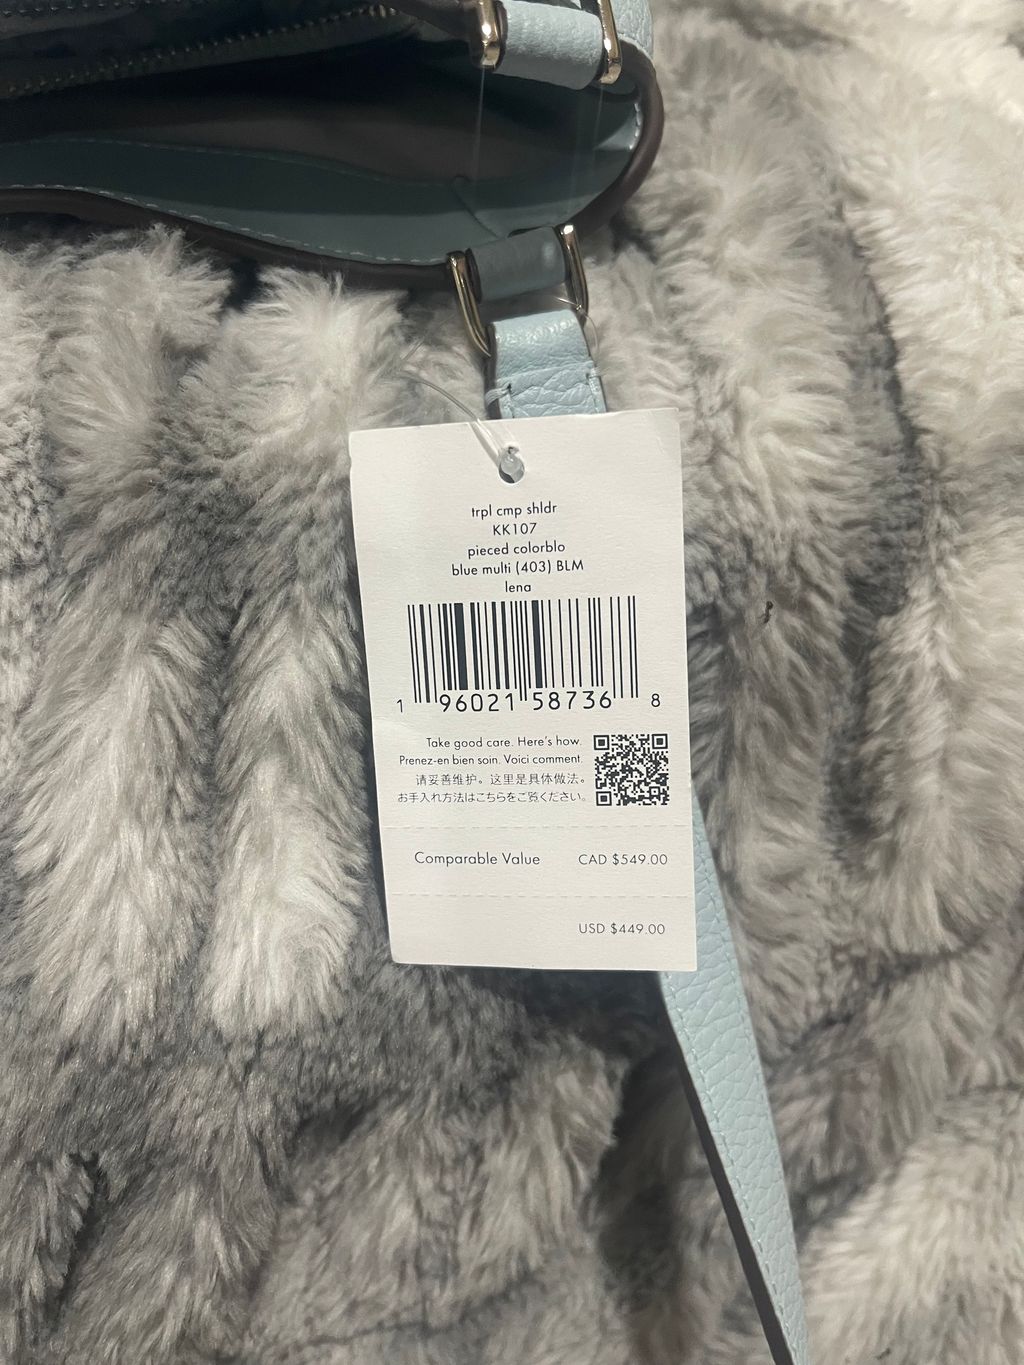 trpl cmp shldr
KK107
pieced colorblo
blue multi (403) BLM
lena
1 96021 58736 8
Take good care. Here's how.
Prenez-en bien soin. Voici comment.
请妥善维护。这里是具体做法。
お手入れ方法はこちらをご覧ください。
Comparable Value CAD $549.00
USD $449.00